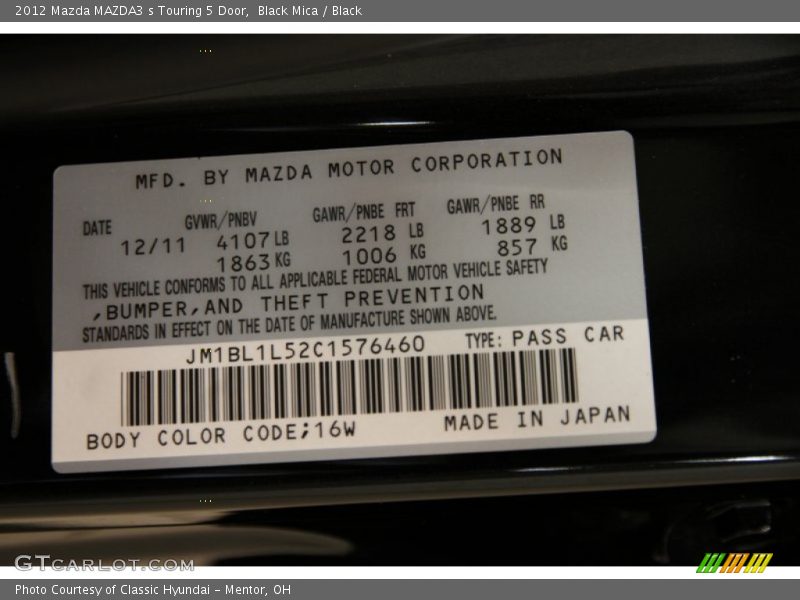 2012 Mazda MAZDA3 s Touring 5 Door,  Black Mica / Black
MFD. BY MAZDA MOTOR CORPORATION
DATE GVWR/PNBV GAWR/PNBE FRT GAWR/PNBE RR
12/11 4107 LB 2218 LB 1889 LB
1863 KG 1006 KG 857 KG
THIS VEHICLE CONFORMS TO ALL APPLICABLE FEDERAL MOTOR VEHICLE SAFETY
,BUMPER,AND THEFT PREVENTION
STANDARDS IN EFFECT ON THE DATE OF MANUFACTURE SHOWN ABOVE.
JM1BL1L52C1576460 TYPE: PASS CAR
BODY COLOR CODE;16W MADE IN JAPAN
GTCARLOT.COM
Photo Courtesy of Classic Hyundai – Mentor, OH